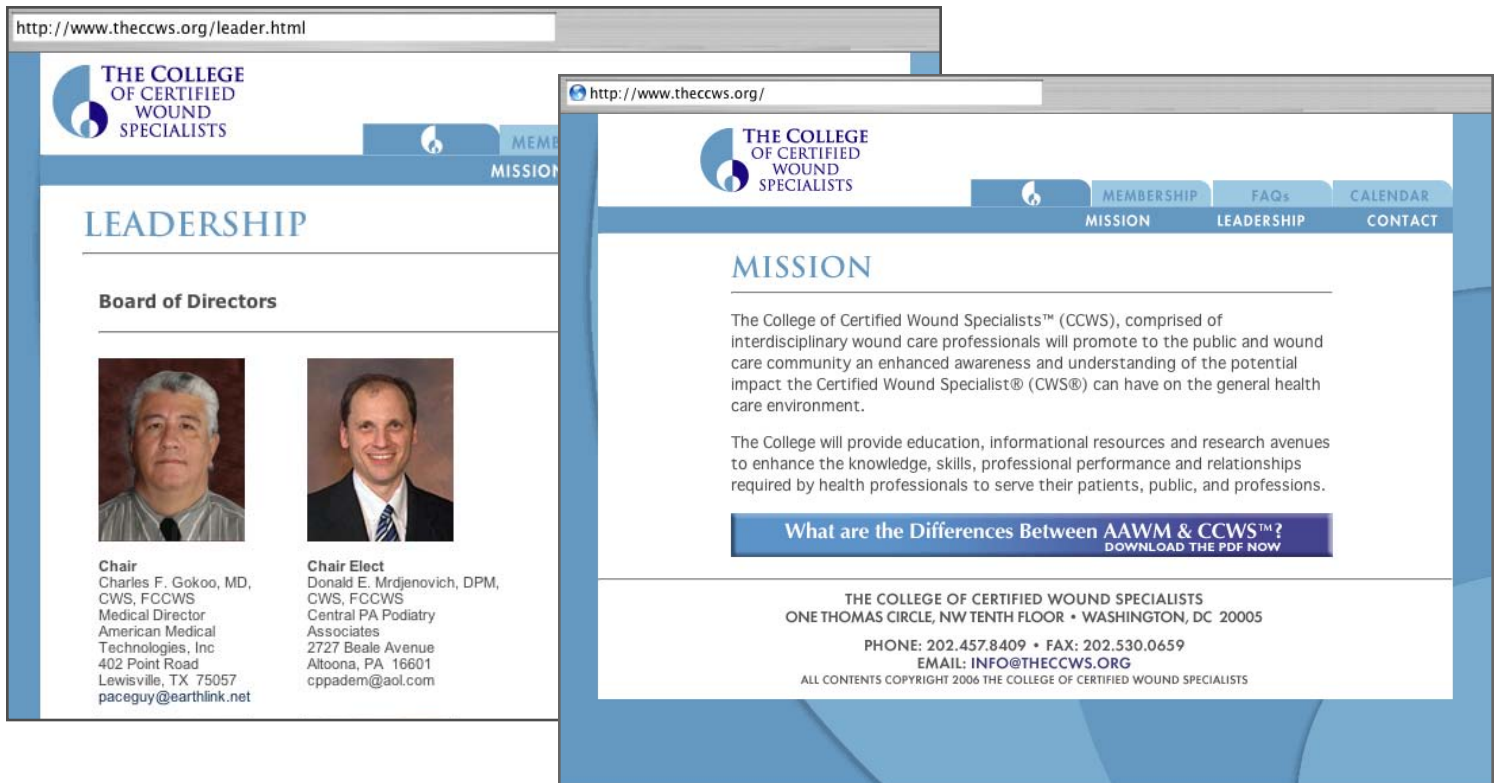 http://www.theccws.org/leader.html
THE COLLEGE
OF CERTIFIED
WOUND
SPECIALISTS
MEMB
MISSION
LEADERSHIP
Board of Directors
Chair
Charles F. Gokoo, MD,
CWS, FCCWS
Medical Director
American Medical
Technologies, Inc
402 Point Road
Lewisville, TX 75057
paceguy@earthlink.net
Chair Elect
Donald E. Mrdjenovich, DPM,
CWS, FCCWS
Central PA Podiatry
Associates
2727 Beale Avenue
Altoona, PA 16601
cppadem@aol.com
http://www.theccws.org/
THE COLLEGE
OF CERTIFIED
WOUND
SPECIALISTS
MEMBERSHIP FAQs CALENDAR
MISSION LEADERSHIP CONTACT
MISSION
The College of Certified Wound Specialists™ (CCWS), comprised of
interdisciplinary wound care professionals will promote to the public and wound
care community an enhanced awareness and understanding of the potential
impact the Certified Wound Specialist® (CWS®) can have on the general health
care environment.
The College will provide education, informational resources and research avenues
to enhance the knowledge, skills, professional performance and relationships
required by health professionals to serve their patients, public, and professions.
What are the Differences Between AAWM & CCWS™?
DOWNLOAD THE PDF NOW
THE COLLEGE OF CERTIFIED WOUND SPECIALISTS
ONE THOMAS CIRCLE, NW TENTH FLOOR • WASHINGTON, DC 20005
PHONE: 202.457.8409 • FAX: 202.530.0659
EMAIL: INFO@THECCWS.ORG
ALL CONTENTS COPYRIGHT 2006 THE COLLEGE OF CERTIFIED WOUND SPECIALISTS